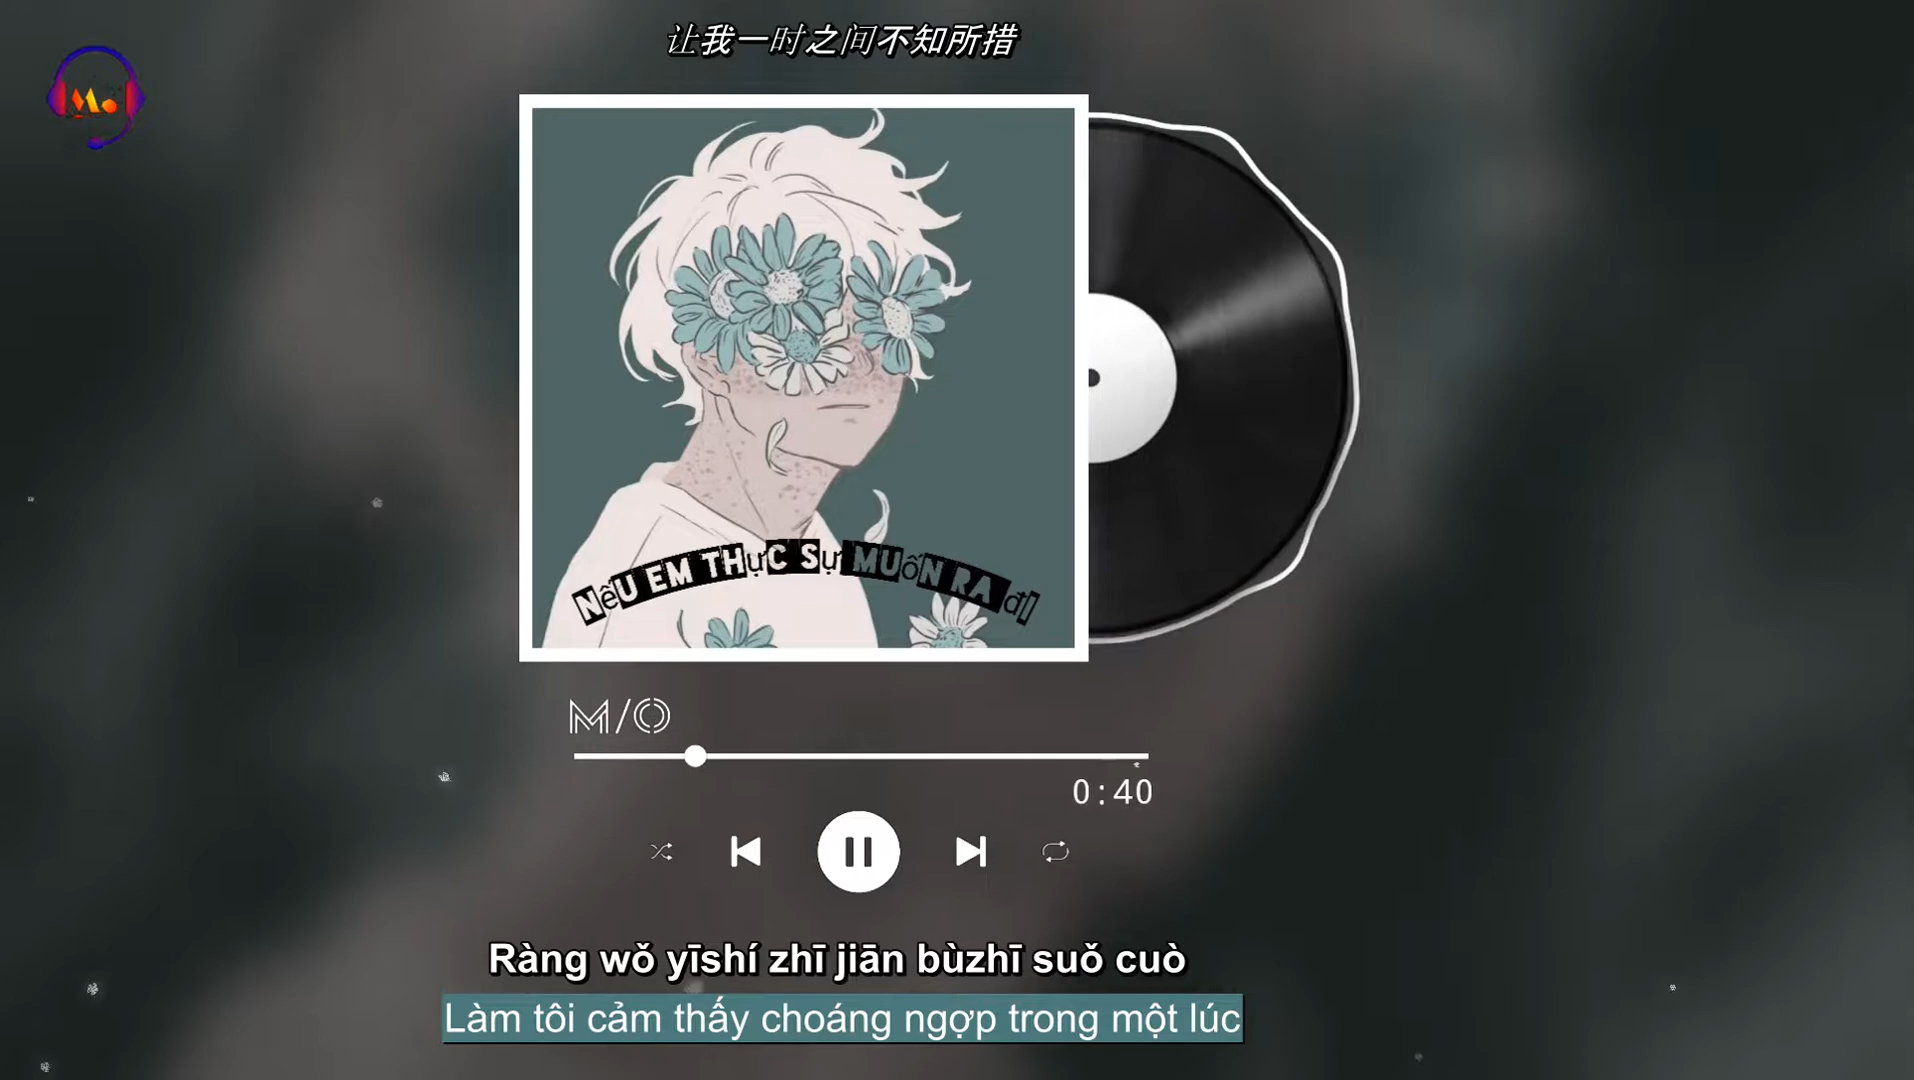 让我一时之间不知所措
Mo
Nếu em thực sự muốn ra đi
M/O
0:40
Ràng wǒ yīshí zhī jiān bùzhī suǒ cuò
Làm tôi cảm thấy choáng ngợp trong một lúc